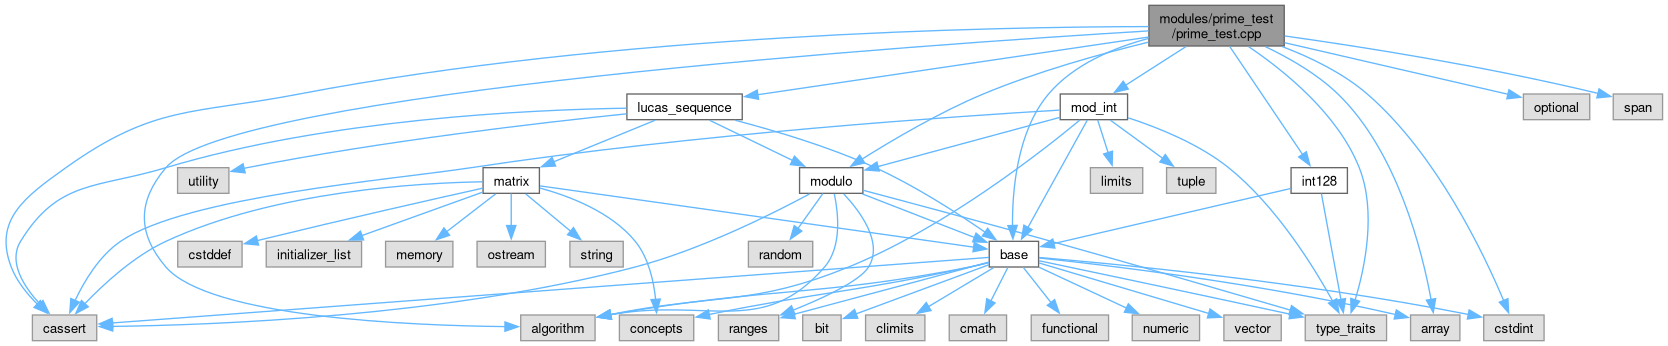 modules/prime_test
/prime_test.cpp
lucas_sequence
mod_int
optional
span
utility
matrix
modulo
limits
tuple
int128
cstddef
initializer_list
memory
ostream
string
random
base
cassert
algorithm
concepts
ranges
bit
climits
cmath
functional
numeric
vector
type_traits
array
cstdint